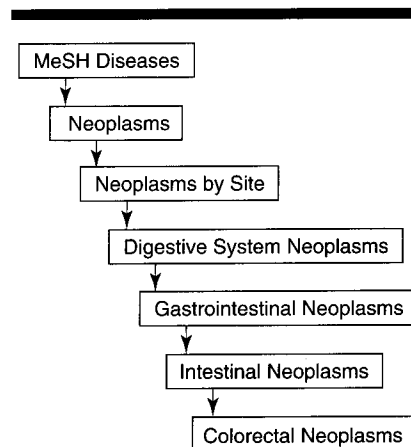 MeSH Diseases
Neoplasms
Neoplasms by Site
Digestive System Neoplasms
Gastrointestinal Neoplasms
Intestinal Neoplasms
Colorectal Neoplasms